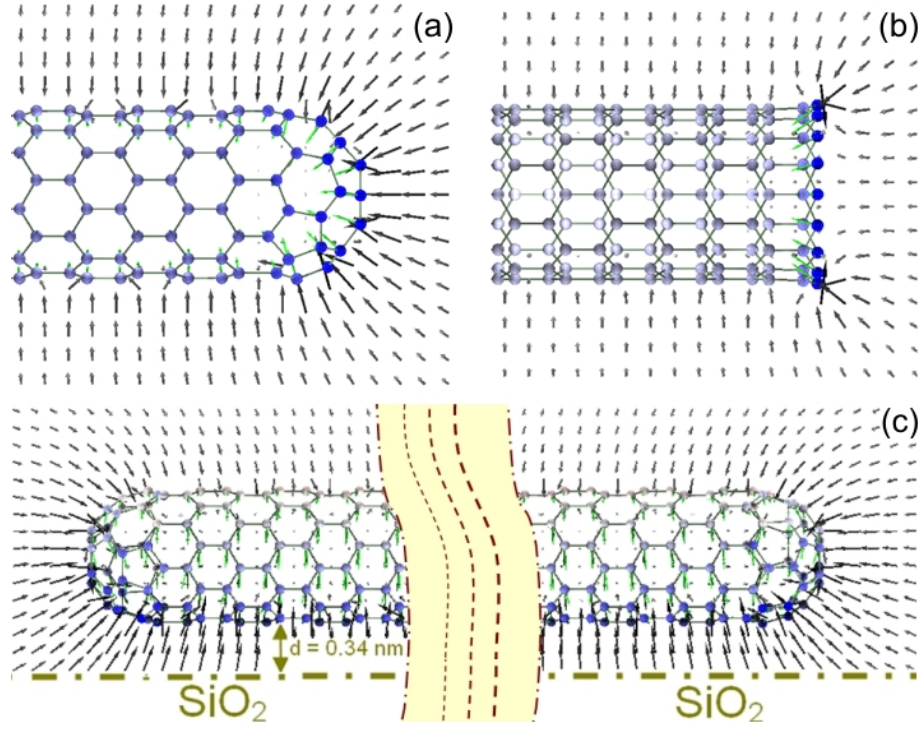 (a)
(b)
(c)
d = 0.34 nm
SiO₂
SiO₂